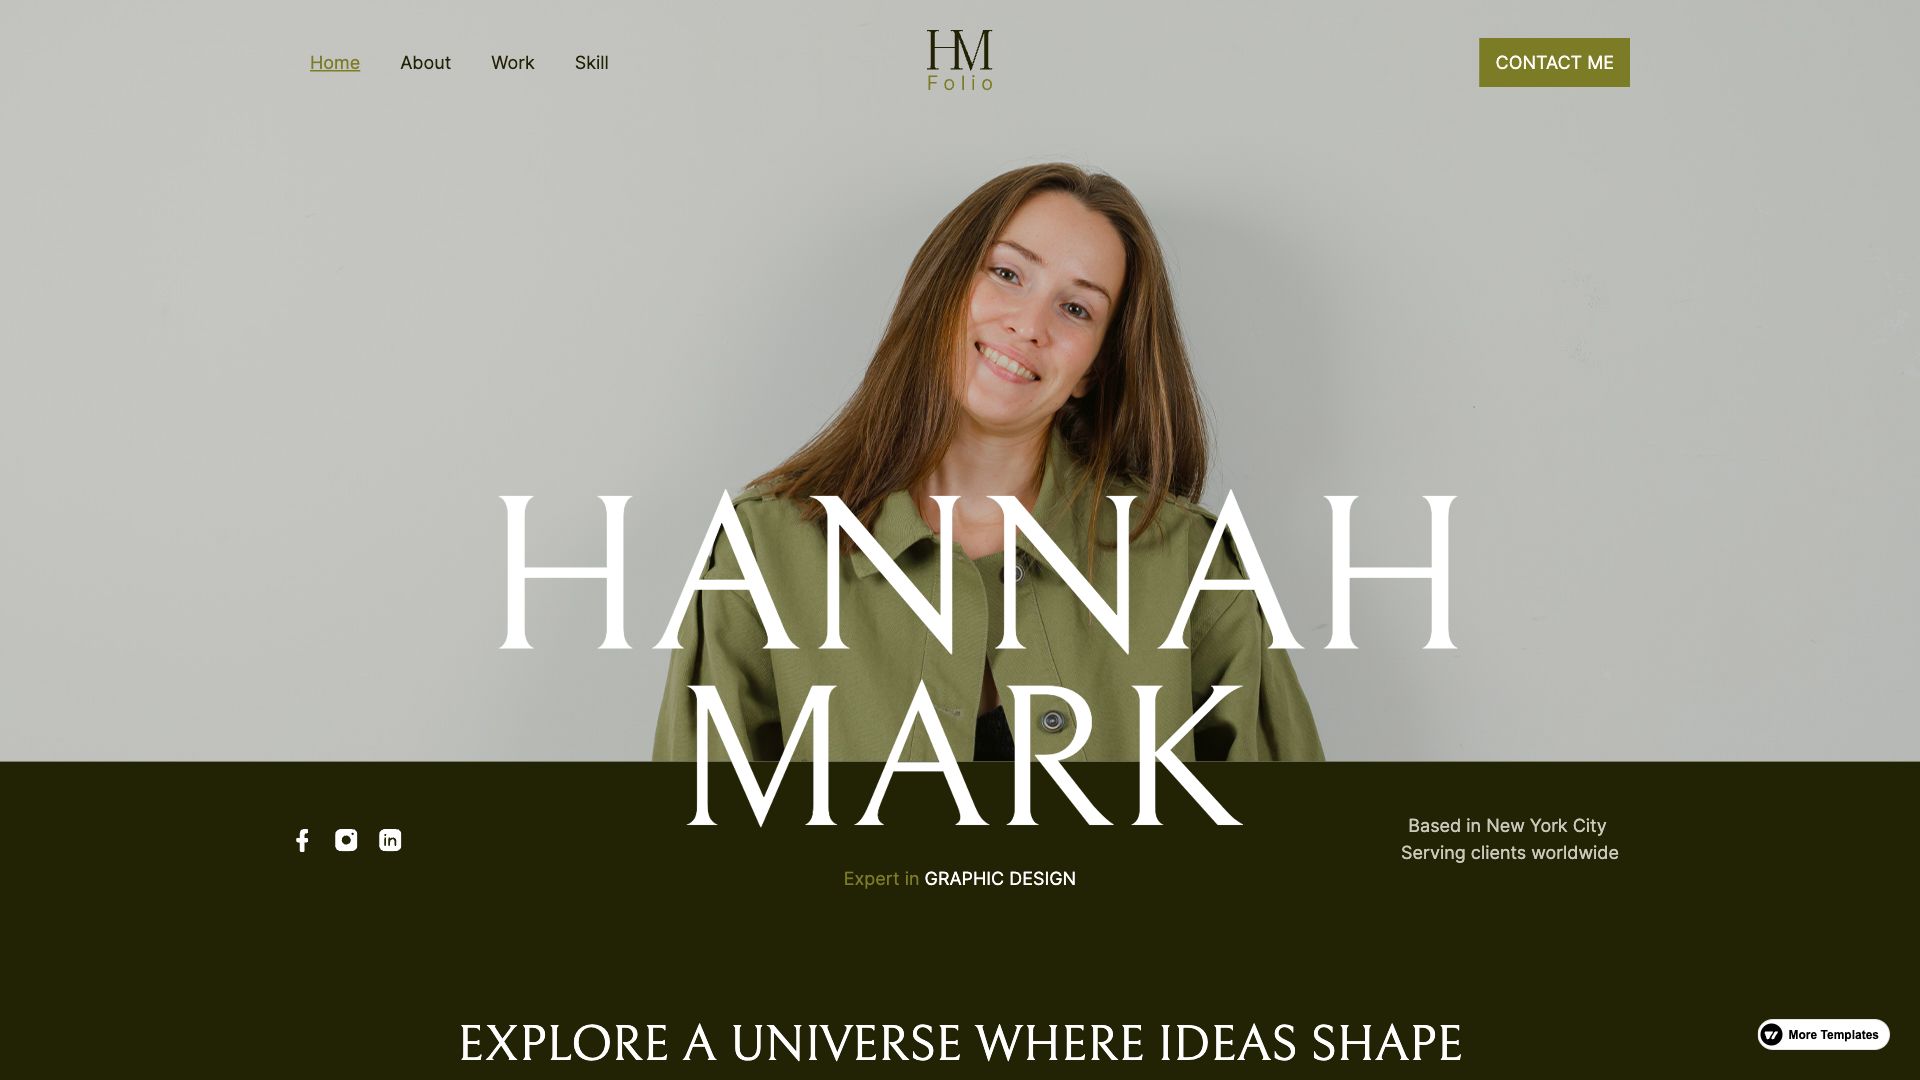 Home
About
Work
Skill
HM
Folio
CONTACT ME
HANNAH
MARK
Based in New York City
Serving clients worldwide
Expert in GRAPHIC DESIGN
EXPLORE A UNIVERSE WHERE IDEAS SHAPE
More Templates